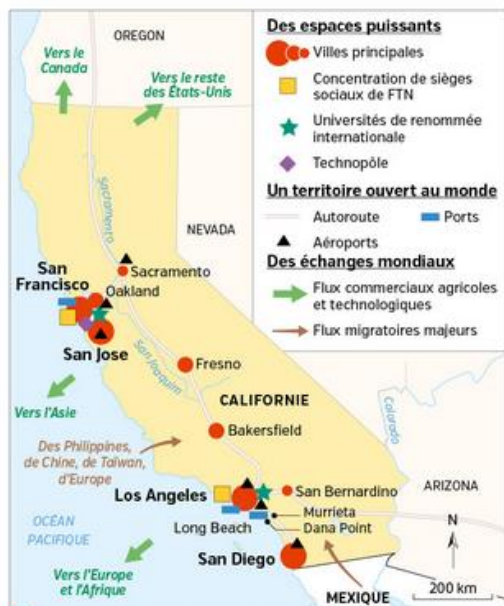 OREGON
Vers le
Canada
Vers le reste
des États-Unis
Sacramento
NEVADA
San
Francisco
Sacramento
Oakland
San Jose
San Joaquim
Fresno
Vers l'Asie
CALIFORNIE
Colorado
Des Philippines,
de Chine, de Taïwan,
d'Europe
Bakersfield
Los Angeles
San Bernardino
ARIZONA
Murrieta
Long Beach
Dana Point
OCÉAN
PACIFIQUE
San Diego
N
Vers l'Europe
et l'Afrique
MEXIQUE
200 km
Des espaces puissants
Villes principales
Concentration de sièges
sociaux de FTN
Universités de renommée
internationale
Technopôle
Un territoire ouvert au monde
Autoroute
Ports
Aéroports
Des échanges mondiaux
Flux commerciaux agricoles
et technologiques
Flux migratoires majeurs